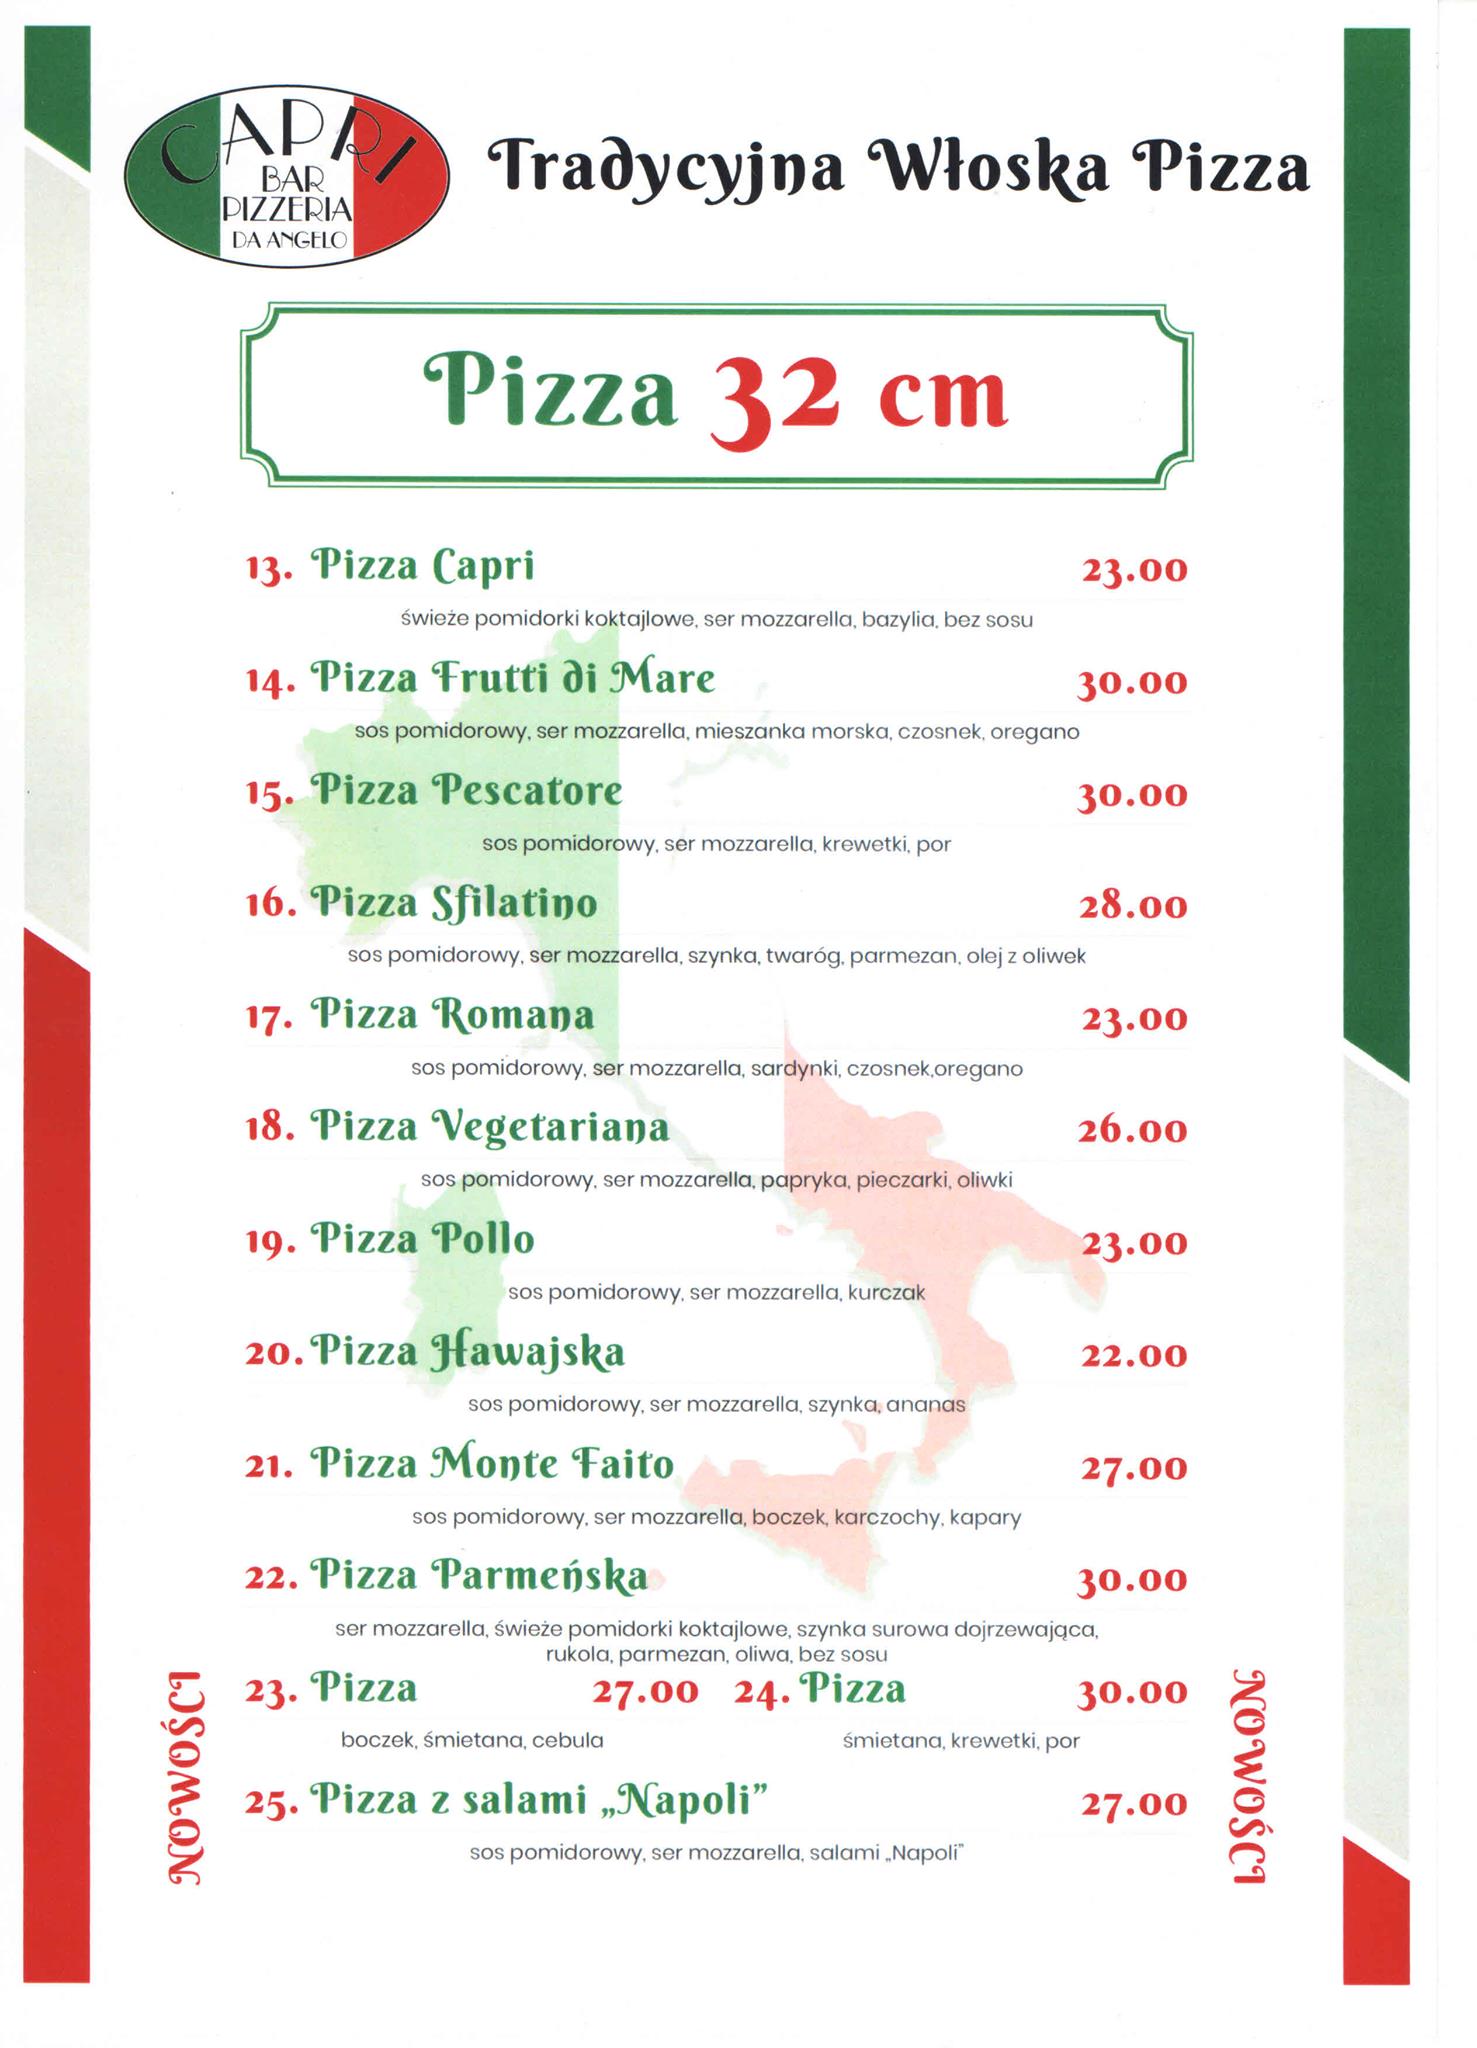 CAPRI
BAR
PIZZERIA
DA ANGELO
Tradycyjna Włoska Pizza
Pizza 32 cm
13. Pizza Capri 23.00
świeże pomidorki koktajlowe, ser mozzarella, bazylia, bez sosu
14. Pizza Frutti di Mare 30.00
sos pomidorowy, ser mozzarella, mieszanka morska, czosnek, oregano
15. Pizza Pescatore 30.00
sos pomidorowy, ser mozzarella, krewetki, por
16. Pizza Sfilatino 28.00
sos pomidorowy, ser mozzarella, szynka, twaróg, parmezan, olej z oliwek
17. Pizza Romana 23.00
sos pomidorowy, ser mozzarella, sardynki, czosnek,oregano
18. Pizza Vegetariana 26.00
sos pomidorowy, ser mozzarella, papryka, pieczarki, oliwki
19. Pizza Pollo 23.00
sos pomidorowy, ser mozzarella, kurczak
20. Pizza Hawajska 22.00
sos pomidorowy, ser mozzarella, szynka, ananas
21. Pizza Monte Faito 27.00
sos pomidorowy, ser mozzarella, boczek, karczochy, kapary
22. Pizza Parmeńska 30.00
ser mozzarella, świeże pomidorki koktajlowe, szynka surowa dojrzewająca,
rukola, parmezan, oliwa, bez sosu
23. Pizza 27.00 24. Pizza 30.00
boczek, śmietana, cebula śmietana, krewetki, por
25. Pizza z salami „Napoli” 27.00
sos pomidorowy, ser mozzarella, salami „Napoli”
NOWOŚCI
NOWOŚCI